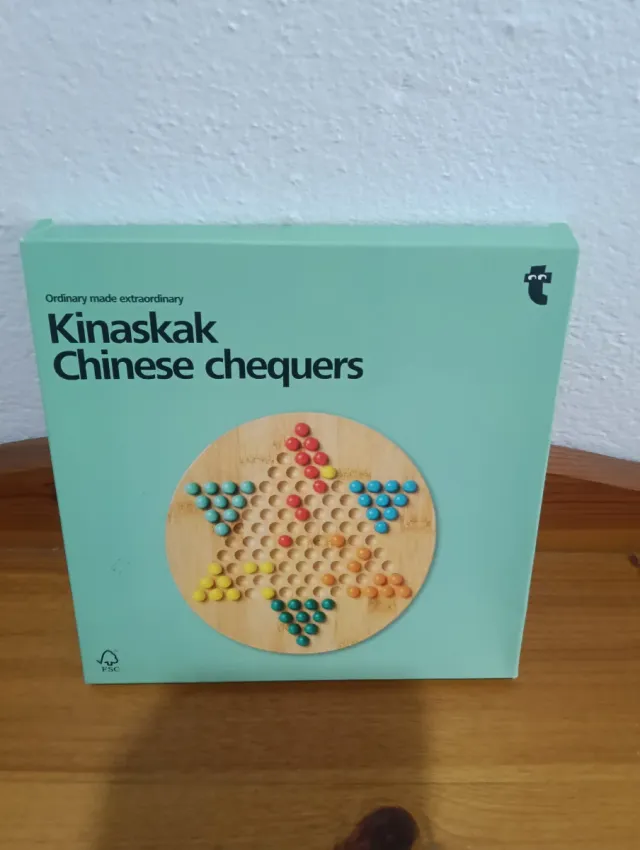 Ordinary made extraordinary
Kinaskak
Chinese chequers
t
FSC